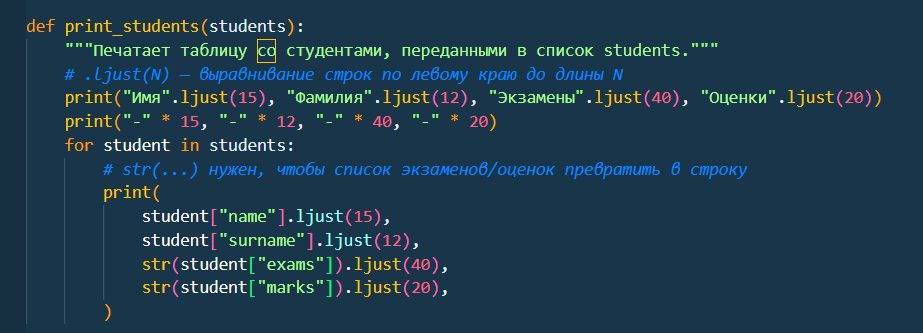 def print_students(students):
"""Печатает таблицу со студентами, переданными в список students."""
# .ljust(N) — выравнивание строк по левому краю до длины N
print("Имя".ljust(15), "Фамилия".ljust(12), "Экзамены".ljust(40), "Оценки".ljust(20))
print("-" * 15, "-" * 12, "-" * 40, "-" * 20)
for student in students:
# str(...) нужен, чтобы список экзаменов/оценок превратить в строку
print(
student["name"].ljust(15),
student["surname"].ljust(12),
str(student["exams"]).ljust(40),
str(student["marks"]).ljust(20),
)